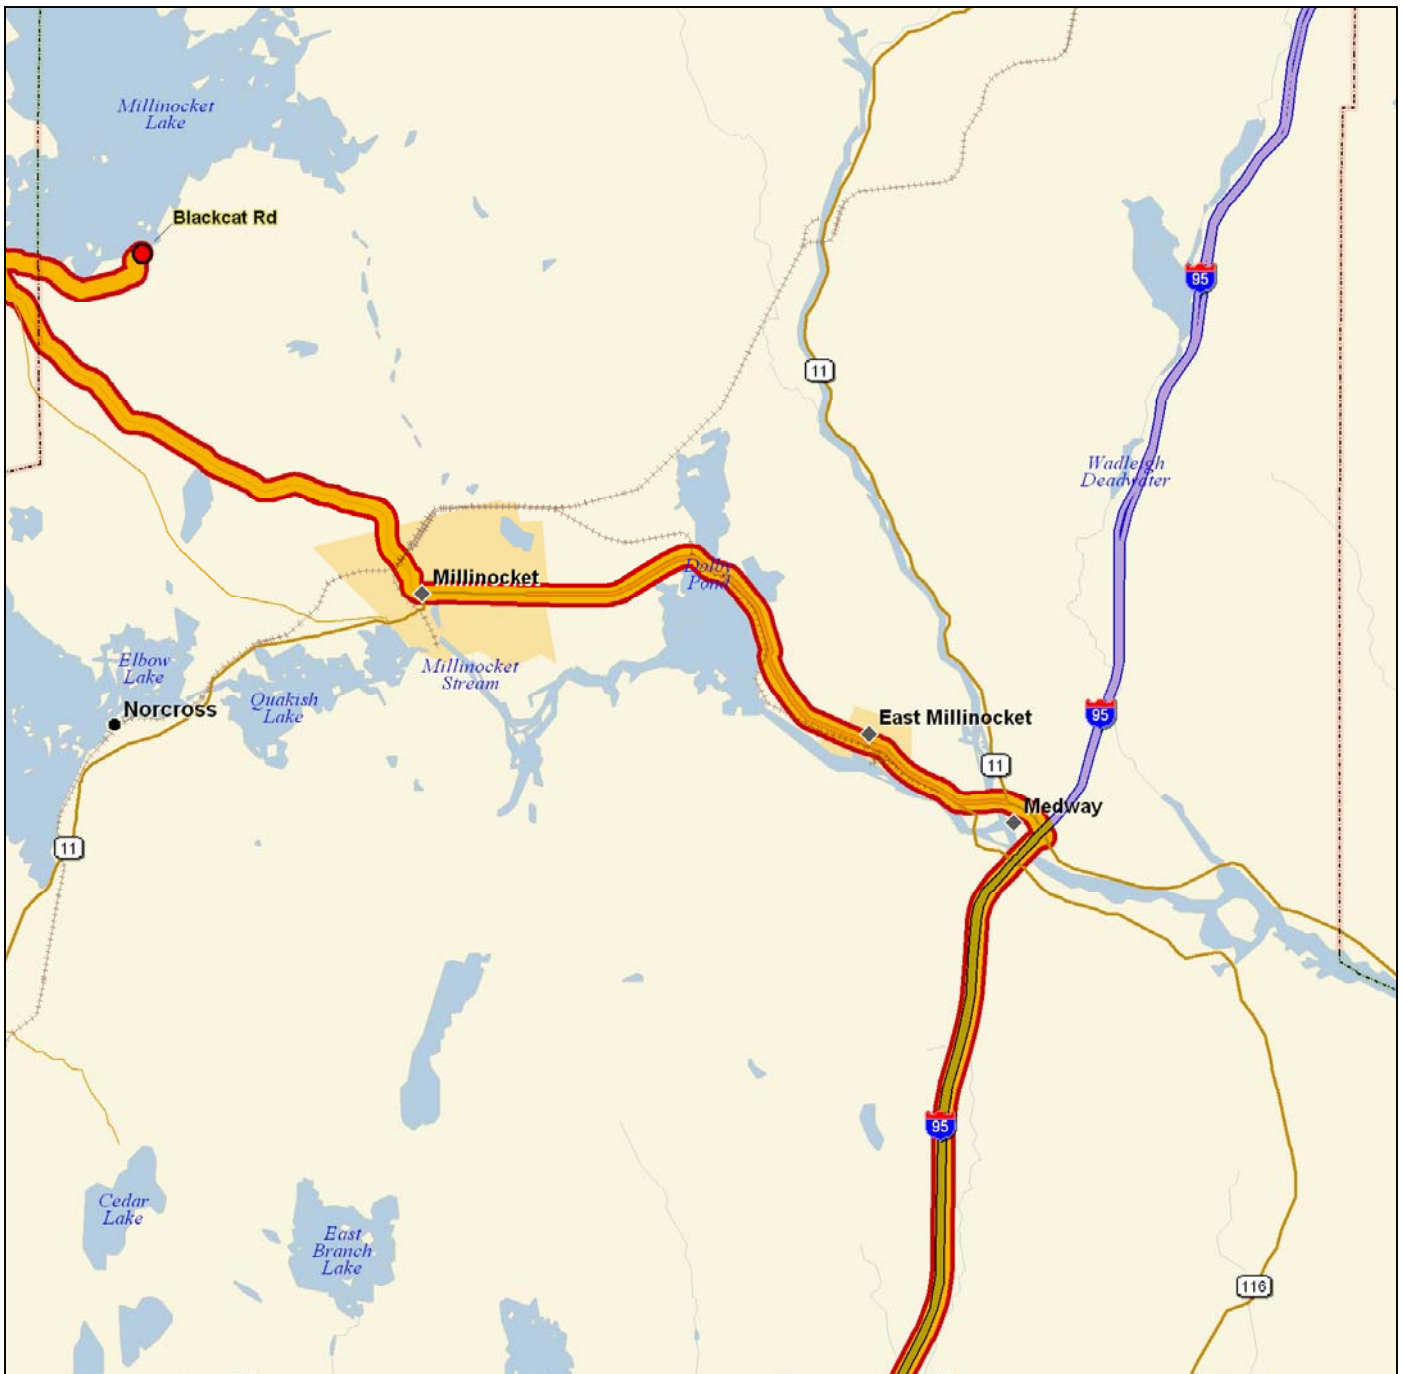 Millinocket
Lake
Blackcat Rd
95
11
Wadleigh
Deadwater
Millinocket
Dolby
Pond
Elbow
Lake
Millinocket
Stream
Quakish
Lake
Norcross
East Millinocket
95
11
Medway
11
95
Cedar
Lake
East
Branch
Lake
116